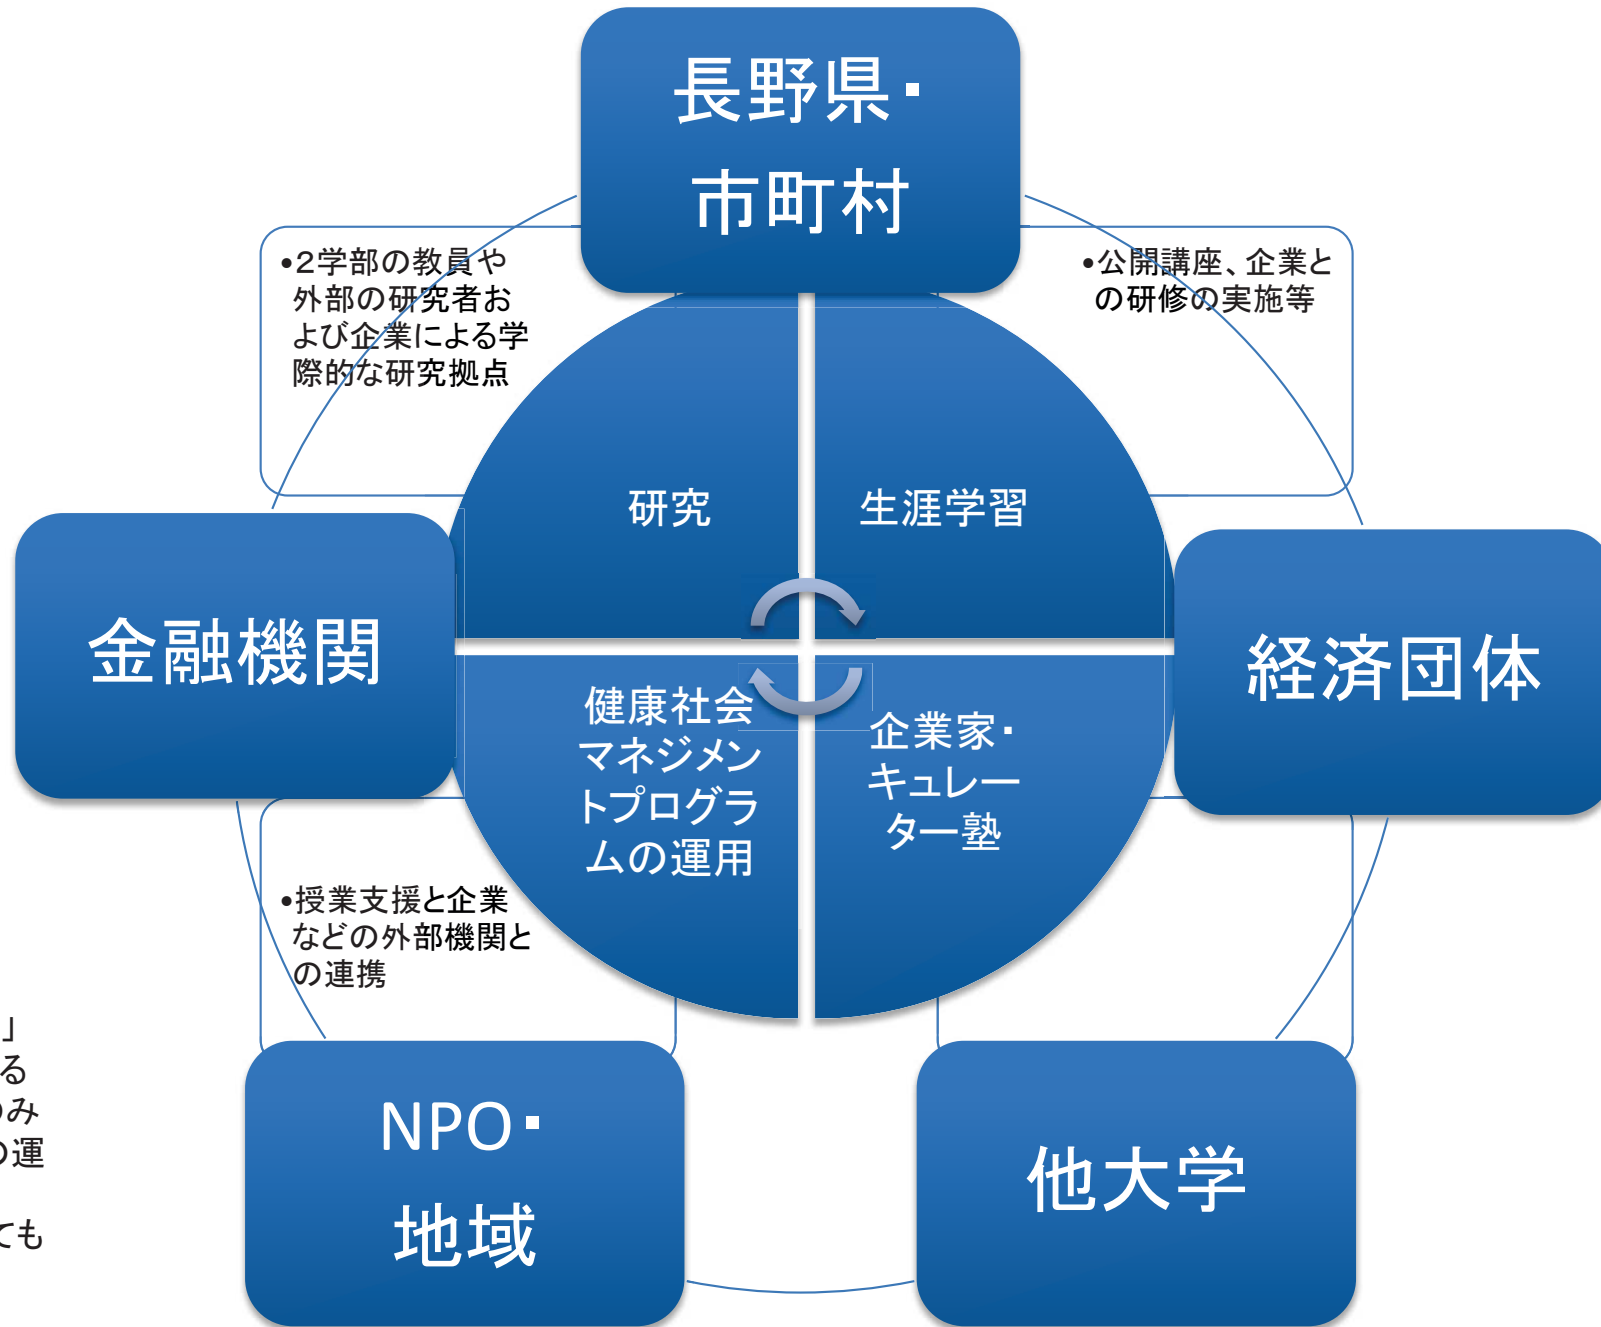 長野県・
市町村
•２学部の教員や
外部の研究者お
よび企業による学
際的な研究拠点
•公開講座、企業と
の研修の実施等
研究
生涯学習
金融機関
経済団体
健康社会
マネジメン
トプログラ
ムの運用
企業家・
キュレー
ター塾
•授業支援と企業
などの外部機関と
の連携
」
る
のみ
の運
ても
NPO・
地域
他大学